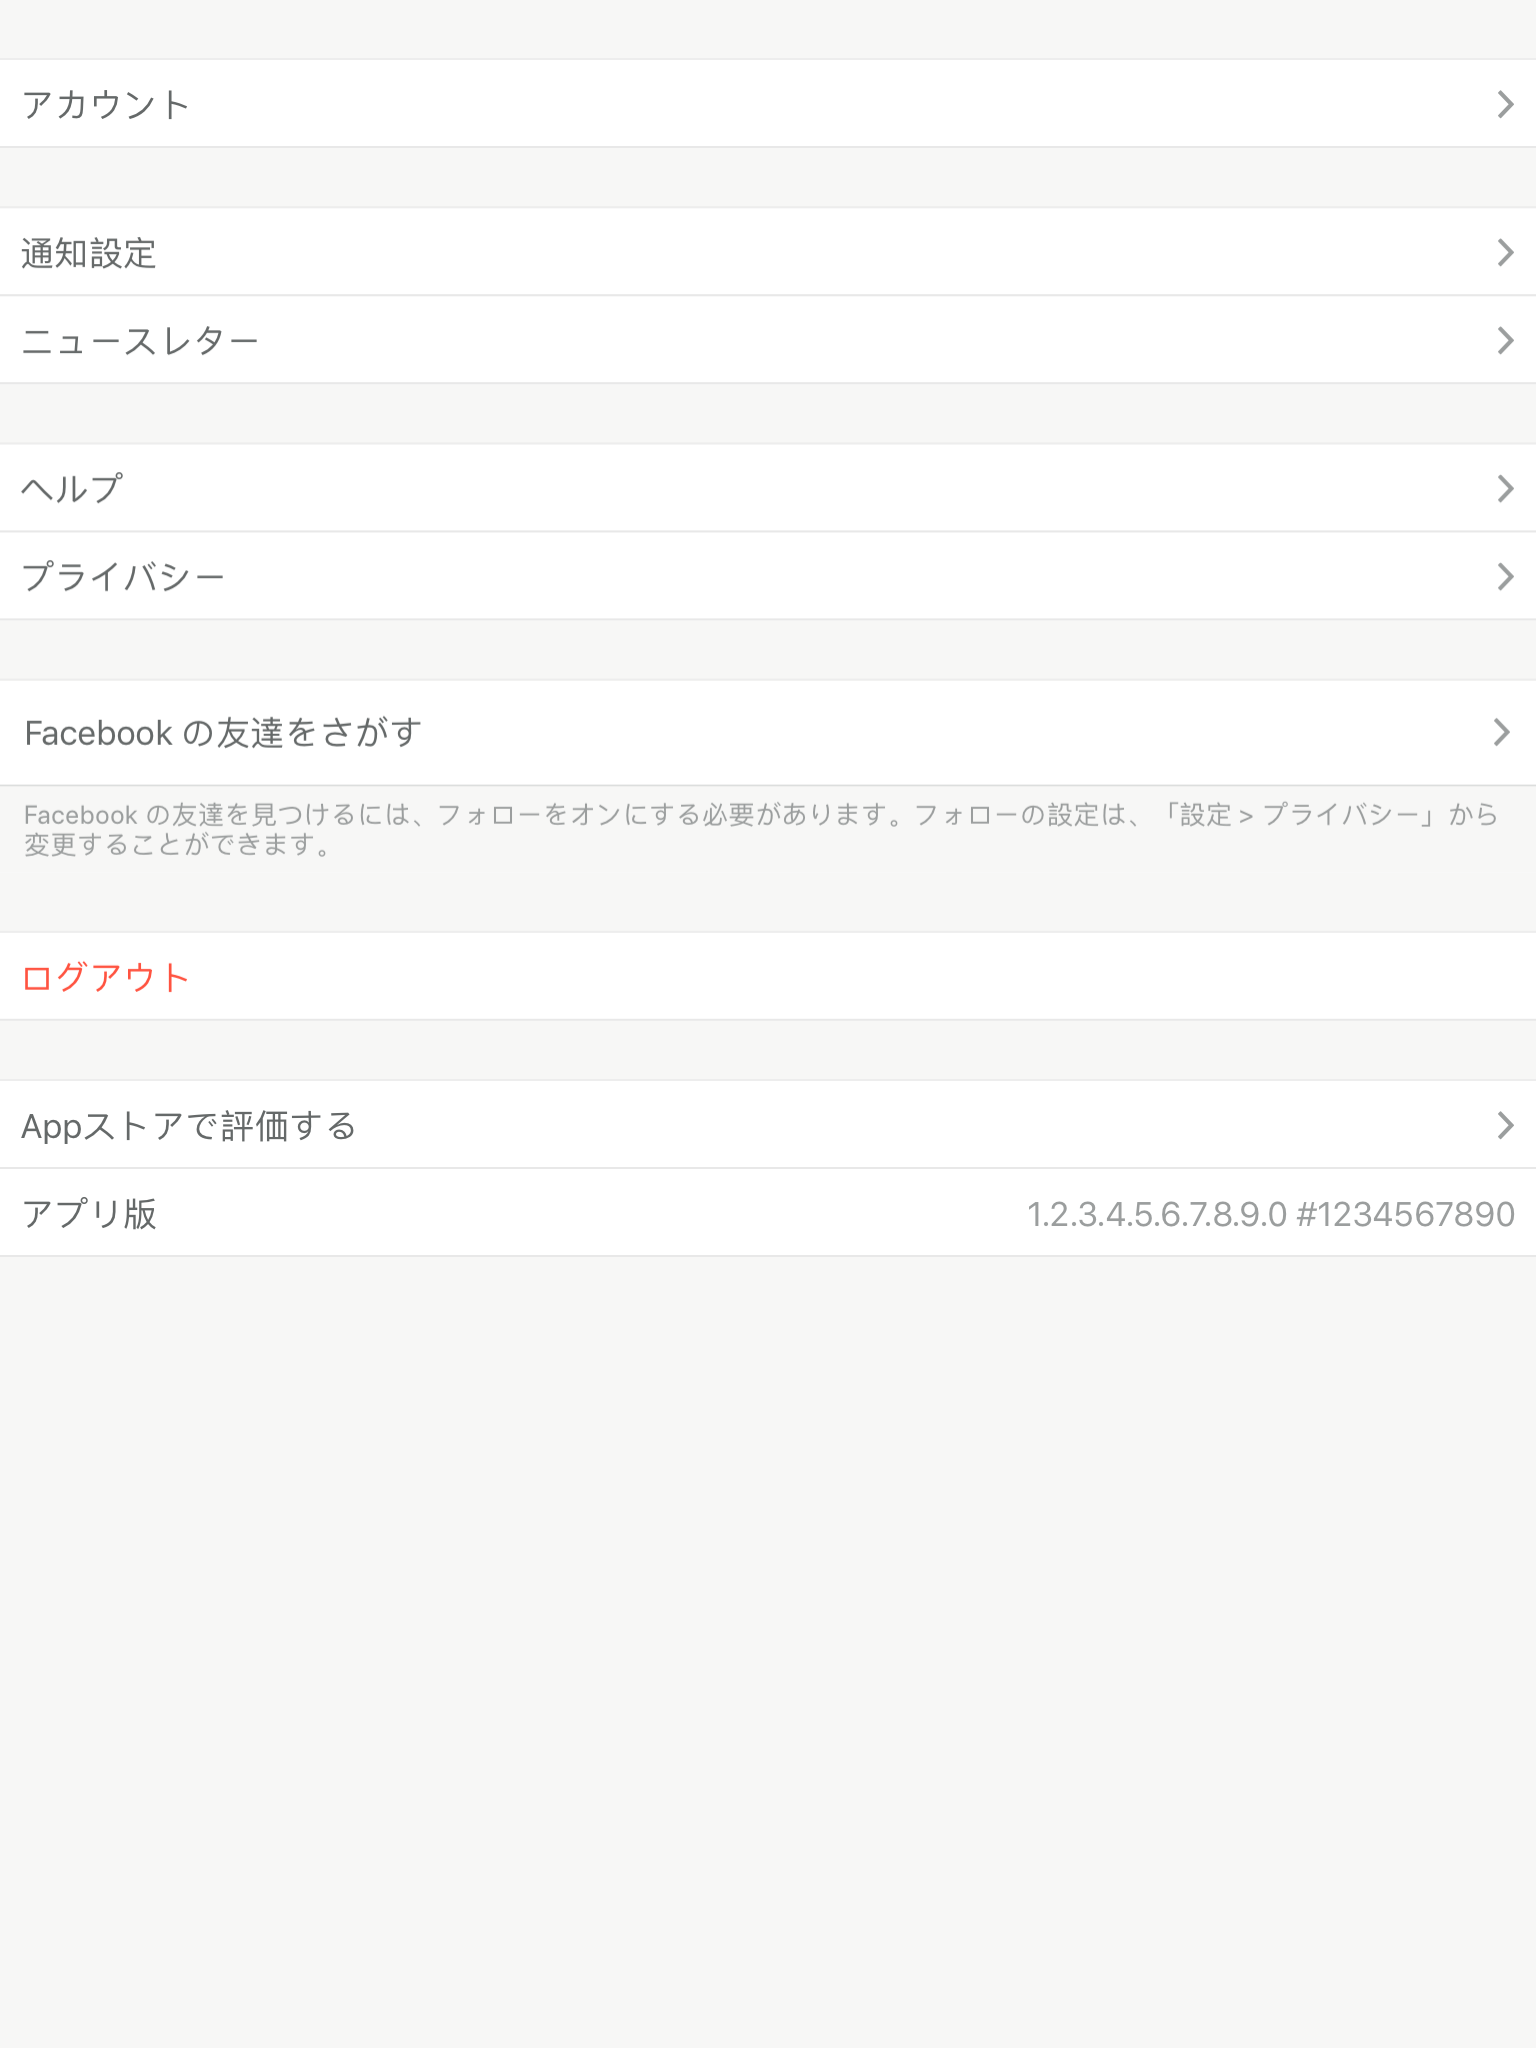 アカウント
通知設定
ニュースレター
ヘルプ
プライバシー
Facebook の友達をさがす
Facebook の友達を見つけるには、フォローをオンにする必要があります。フォローの設定は、「設定 > プライバシー」から
変更することができます。
ログアウト
Appストアで評価する
アプリ版 1.2.3.4.5.6.7.8.9.0 #1234567890